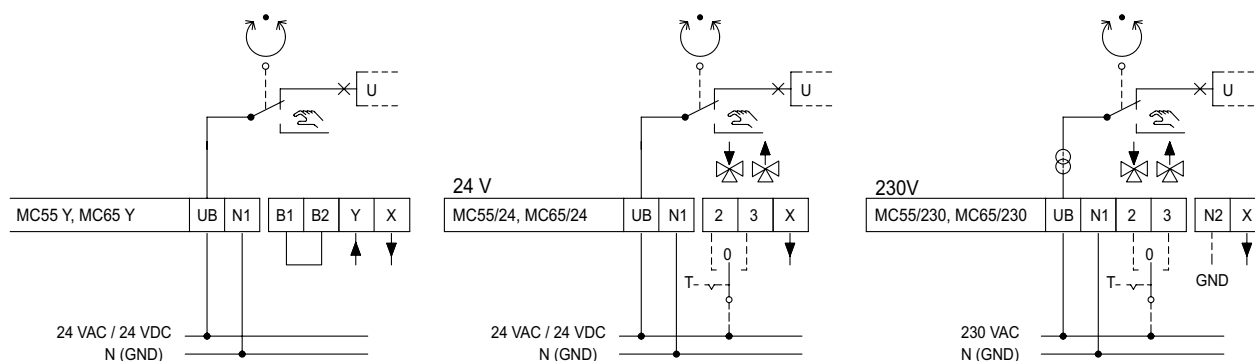 U
MC55 Y, MC65 Y UB N1 B1 B2 Y X
24 VAC / 24 VDC
N (GND)
U
24 V
MC55/24, MC65/24 UB N1 2 3 X
0
T
24 VAC / 24 VDC
N (GND)
U
230V
MC55/230, MC65/230 UB N1 2 3 N2 X
0
T
GND
230 VAC
N (GND)